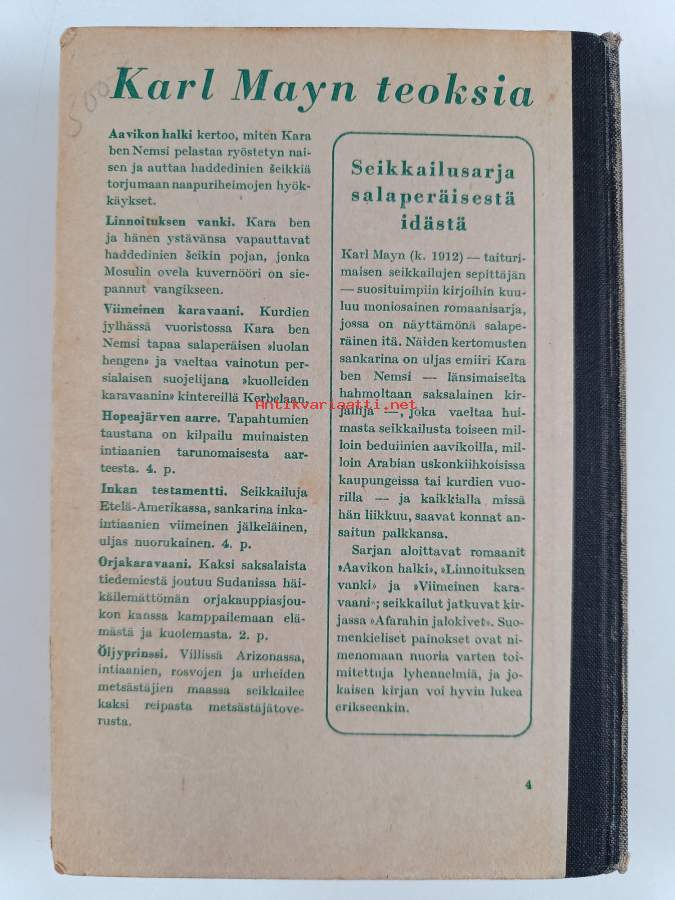 Karl Mayn teoksia
500
Aavikon halki kertoo, miten Kara
ben Nemsi pelastaa ryöstetyn nai-
sen ja auttaa haddedinien šeikkiä
torjumaan naapuriheimojen hyök-
käykset.
Linnoituksen vanki. Kara ben
ja hänen ystävänsa vapauttavat
haddedinien šeikin pojan, jonka
Mosulin ovela kuvernööri on sie-
pannut vangikseen.
Viimeinen karavaani. Kurdien
jylhässä vuoristossa Kara ben
Nemsi tapaa salaperäisen »luolan
hengen» ja vaeltaa vainotun per-
sialaisen suojelijana »kuolleiden
karavaanin» kintereillä Kerbelaan.
Hopeajärven aarre. Tapahtumien
taustana on kilpailu muinaisten
intiaanien tarunomaisesta aar-
teesta. 4. p.
Inkan testamentti. Seikkailuja
Etelä-Amerikassa, sankarina inka-
intiaanien viimeinen jälkeläinen,
uljas nuorukainen. 4. p.
Orjakaravaani. Kaksi saksalaista
tiedemiestä joutuu Sudanissa häi-
käilemättömän orjakauppiasjou-
kon kanssa kamppailemaan elä-
mästä ja kuolemasta. 2. p.
Öljyprinssi. Villissä Arizonassa,
intiaanien, rosvojen ja urheiden
metsästäjien maassa seikkailee
kaksi reipasta metsästäjätove-
rusta.
Seikkailusarja
salaperäisestä
idästä
Karl Mayn (k. 1912) — taituri-
maisen seikkailujen sepittäjän
— suosituimpiin kirjoihin kuu-
luu moniosainen romaanisarja,
jossa on näyttämönä salape-
räinen itä. Näiden kertomusten
sankarina on uljas emiiri Kara
ben Nemsi — länsimaiselta
hahmoltaan saksalainen kir-
jailija —, joka vaeltaa hui-
masta seikkailusta toiseen mil-
loin beduiinien aavikoilla, mil-
loin Arabian uskonkiihkoisissa
kaupungeissa tai kurdien vuo-
rilla — ja kaikkialla, missä
hän liikkuu, saavat konnat an-
saitun palkkansa.
Sarjan aloittavat romaanit
»Aavikon halki», »Linnoituksen
vanki» ja »Viimeinen kara-
vaani»; seikkailut jatkuvat kir-
jassa »Afarahin jalokivet». Suo-
menkieliset painokset ovat ni-
menomaan nuoria varten toi-
mitettuja lyhennelmiä, ja jo-
kaisen kirjan voi hyvin lukea
erikseenkin.
4
Antikvariaatti.net